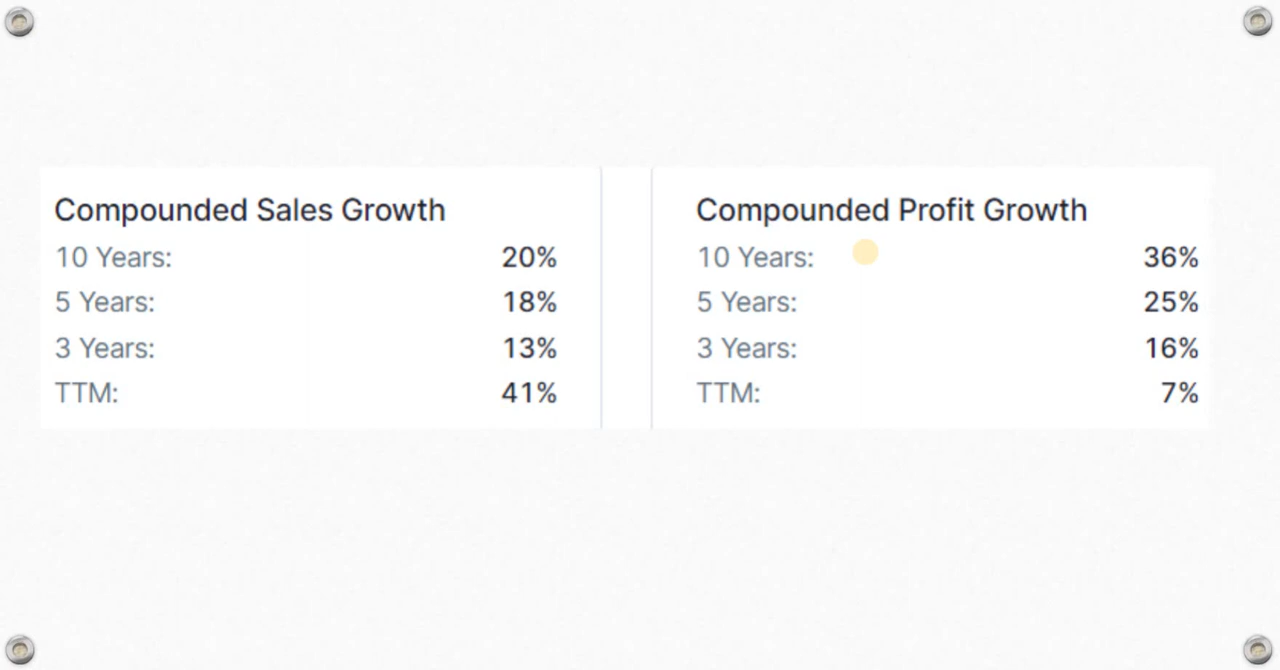 Compounded Sales Growth
10 Years: 20%
5 Years: 18%
3 Years: 13%
TTM: 41%
Compounded Profit Growth
10 Years: 36%
5 Years: 25%
3 Years: 16%
TTM: 7%